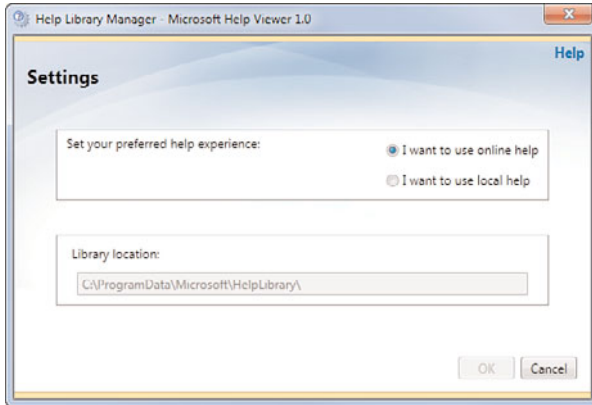 Help Library Manager - Microsoft Help Viewer 1.0
Help
Settings
Set your preferred help experience:
I want to use online help
I want to use local help
Library location:
C:\ProgramData\Microsoft\HelpLibrary\
OK
Cancel